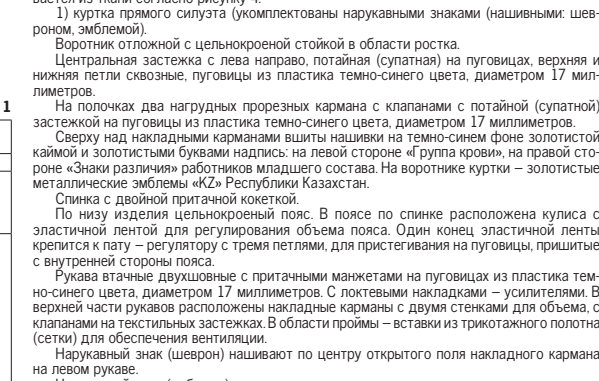 1) куртка прямого силуэта (укомплектованы нарукавными знаками (нашивными: шев-
роном, эмблемой).
Воротник отложной с цельнокроеной стойкой в области ростка.
Центральная застежка с лева направо, потайная (супатная) на пуговицах, верхняя и
нижняя петли сквозные, пуговицы из пластика темно-синего цвета, диаметром 17 мил-
лиметров.
1
На полочках два нагрудных прорезных кармана с клапанами с потайной (супатной)
застежкой на пуговицы из пластика темно-синего цвета, диаметром 17 миллиметров.
Сверху над накладными карманами вшиты нашивки на темно-синем фоне золотистой
каймой и золотистыми буквами надпись: на левой стороне «Группа крови», на правой сто-
роне «Знаки различия» работников младшего состава. На воротнике куртки – золотистые
металлические эмблемы «KZ» Республики Казахстан.
Спинка с двойной притачной кокеткой.
По низу изделия цельнокроеный пояс. В поясе по спинке расположена кулиса с
эластичной лентой для регулирования объема пояса. Один конец эластичной ленты
крепится к пату – регулятору с тремя петлями, для пристегивания на пуговицы, пришитые
с внутренней стороны пояса.
Рукава втачные двухшовные с притачными манжетами на пуговицах из пластика тем-
но-синего цвета, диаметром 17 миллиметров. С локтевыми накладками – усилителями. В
верхней части рукавов расположены накладные карманы с двумя стенками для объема, с
клапанами на текстильных застежках. В области проймы – вставки из трикотажного полотна
(сетки) для обеспечения вентиляции.
Нарукавный знак (шеврон) нашивают по центру открытого поля накладного кармана
на левом рукаве.